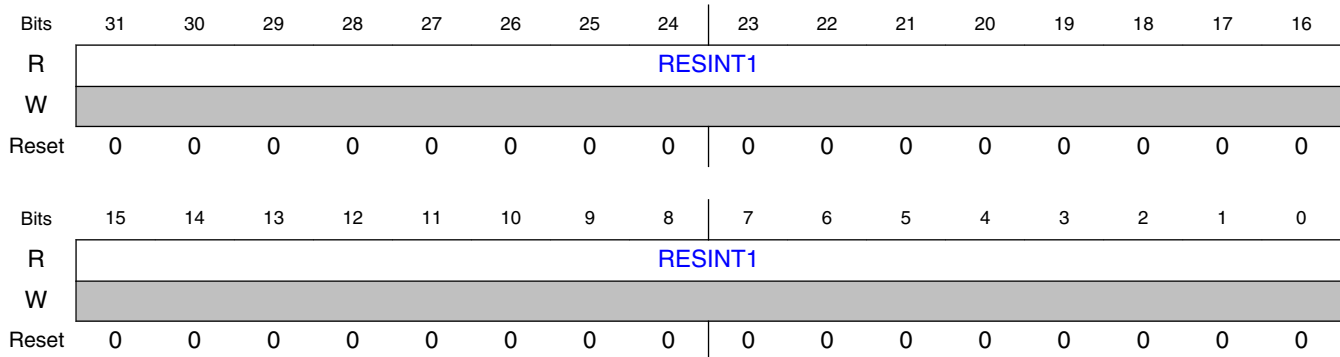 Bits 31 30 29 28 27 26 25 24 23 22 21 20 19 18 17 16
R RESINT1
W
Reset 0 0 0 0 0 0 0 0 0 0 0 0 0 0 0 0
Bits 15 14 13 12 11 10 9 8 7 6 5 4 3 2 1 0
R RESINT1
W
Reset 0 0 0 0 0 0 0 0 0 0 0 0 0 0 0 0